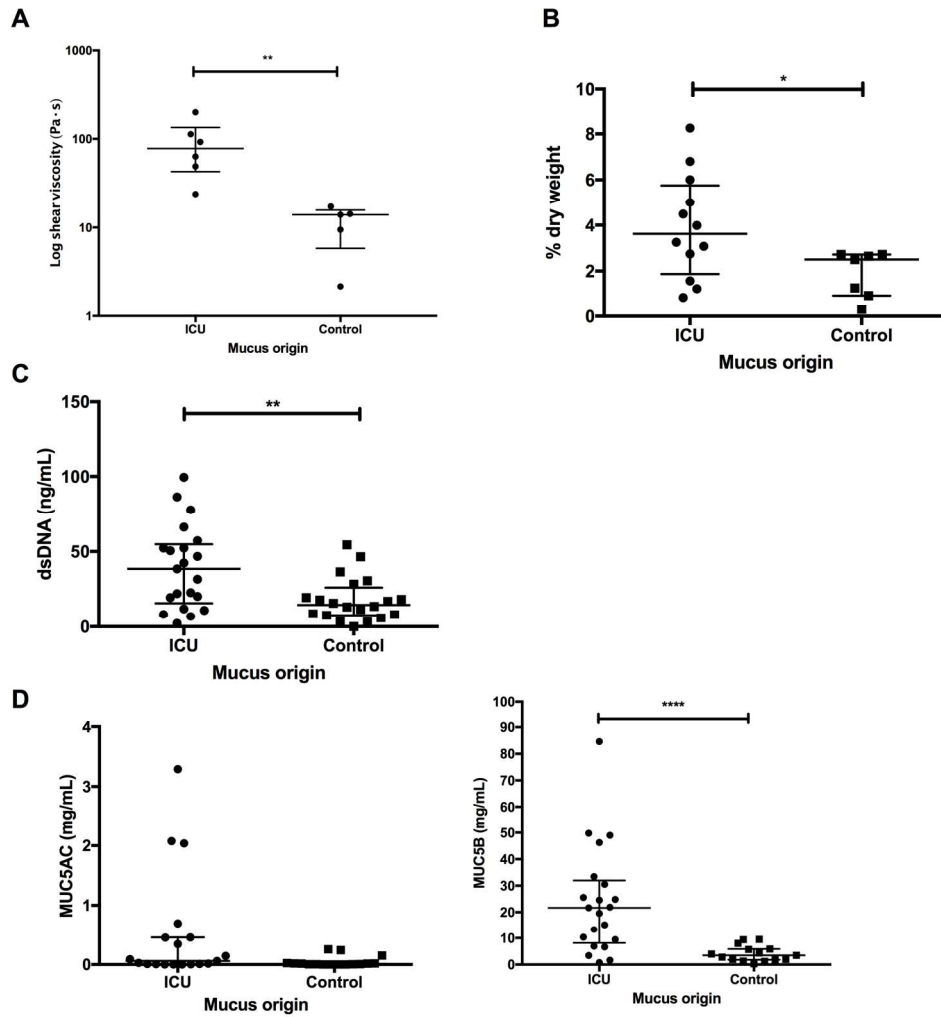 A
Log shear viscosity (Pa·s)
1000
100
10
1
**
ICU
Control
Mucus origin
B
% dry weight
10
8
6
4
2
0
*
ICU
Control
Mucus origin
C
dsDNA (ng/mL)
150
100
50
0
**
ICU
Control
Mucus origin
D
MUC5AC (mg/mL)
4
3
2
1
0
ICU
Control
Mucus origin
MUC5B (mg/mL)
100
90
80
70
60
50
40
30
20
10
0
****
ICU
Control
Mucus origin